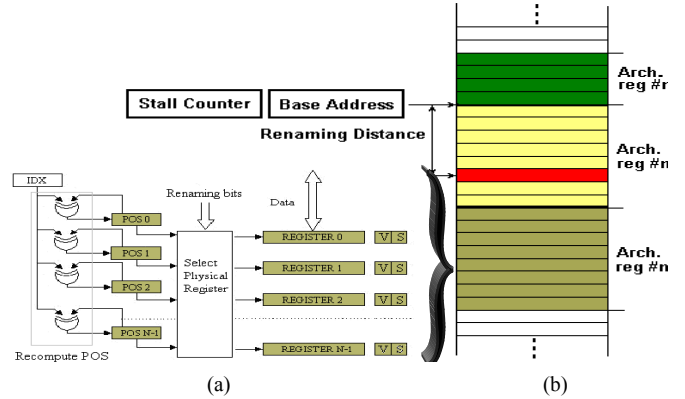 Stall Counter
Base Address
Renaming Distance
Arch.
reg #r
Arch.
reg #n
Arch.
reg #n
IDX
Renaming bits
Data
POS 0
POS 1
POS 2
POS N-1
Select
Physical
Register
REGISTER 0
V S
REGISTER 1
V S
REGISTER 2
V S
REGISTER N-1
V S
Recompute POS
(a)
(b)